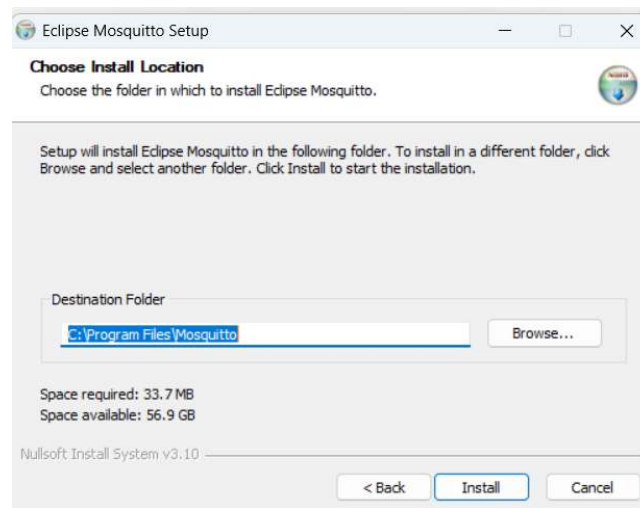 Eclipse Mosquitto Setup
Choose Install Location
Choose the folder in which to install Eclipse Mosquitto.
Setup will install Eclipse Mosquitto in the following folder. To install in a different folder, click
Browse and select another folder. Click Install to start the installation.
Destination Folder
C:\Program Files\Mosquitto
Browse...
Space required: 33.7 MB
Space available: 56.9 GB
Nullsoft Install System v3.10
< Back
Install
Cancel